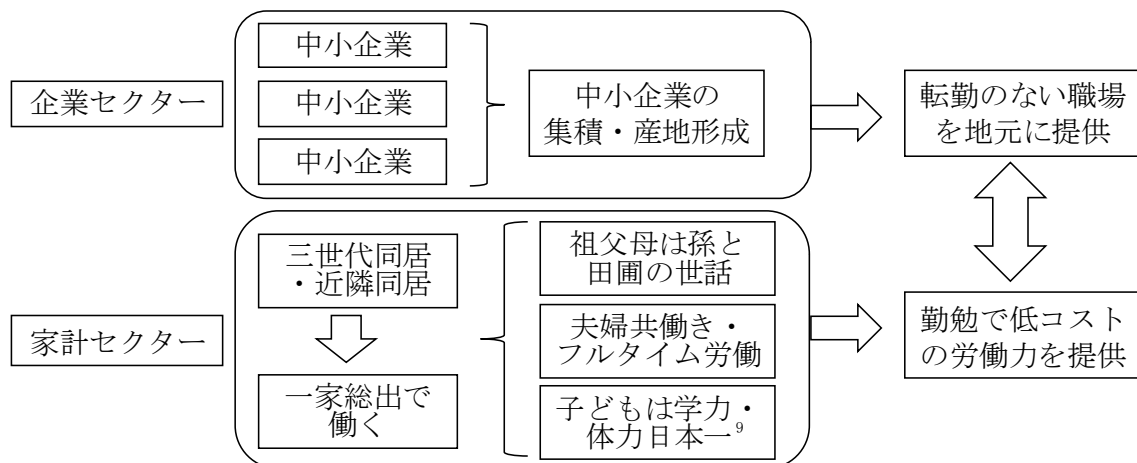 企業セクター
中小企業
中小企業
中小企業
中小企業の
集積・産地形成
転勤のない職場
を地元に提供
家計セクター
三世代同居
・近隣同居
一家総出で
働く
祖父母は孫と
田圃の世話
夫婦共働き・
フルタイム労働
子どもは学力・
体力日本一9
勤勉で低コスト
の労働力を提供